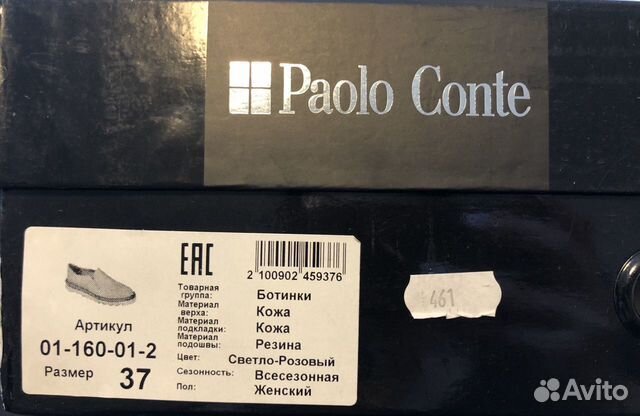 Paolo Conte
EAC
2 100902 459376
Товарная группа: Ботинки
Материал верха: Кожа
Материал подкладки: Кожа
Материал подошвы: Резина
Цвет: Светло-Розовый
Сезонность: Всесезонная
Пол: Женский
Артикул
01-160-01-2
Размер 37
461
Avito